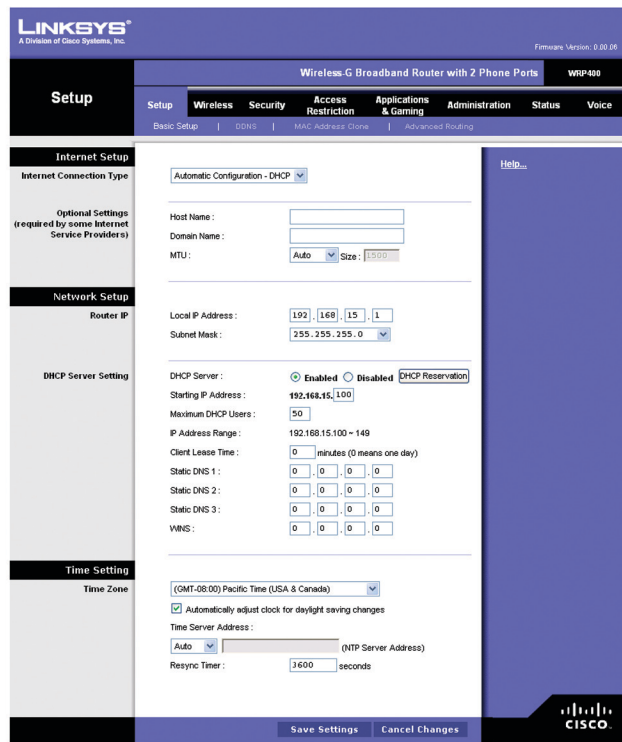 LINKSYS®
A Division of Cisco Systems, Inc.
Firmware Version: 0.00.06
Wireless-G Broadband Router with 2 Phone Ports WRP400
Setup
Setup Wireless Security Access Restriction Applications & Gaming Administration Status Voice
Basic Setup | DDNS | MAC Address Clone | Advanced Routing
Internet Setup
Help...
Internet Connection Type Automatic Configuration - DHCP
Optional Settings
(required by some Internet
Service Providers)
Host Name :
Domain Name :
MTU : Auto Size : 1500
Network Setup
Router IP
Local IP Address : 192 . 168 . 15 . 1
Subnet Mask : 255.255.255.0
DHCP Server Setting
DHCP Server : Enabled Disabled DHCP Reservation
Starting IP Address : 192.168.15. 100
Maximum DHCP Users : 50
IP Address Range : 192.168.15.100 ~ 149
Client Lease Time : 0 minutes (0 means one day)
Static DNS 1 : 0 . 0 . 0 . 0
Static DNS 2 : 0 . 0 . 0 . 0
Static DNS 3 : 0 . 0 . 0 . 0
WINS : 0 . 0 . 0 . 0
Time Setting
Time Zone
(GMT-08:00) Pacific Time (USA & Canada)
Automatically adjust clock for daylight saving changes
Time Server Address :
Auto (NTP Server Address)
Resync Timer : 3600 seconds
Save Settings Cancel Changes
CISCO.